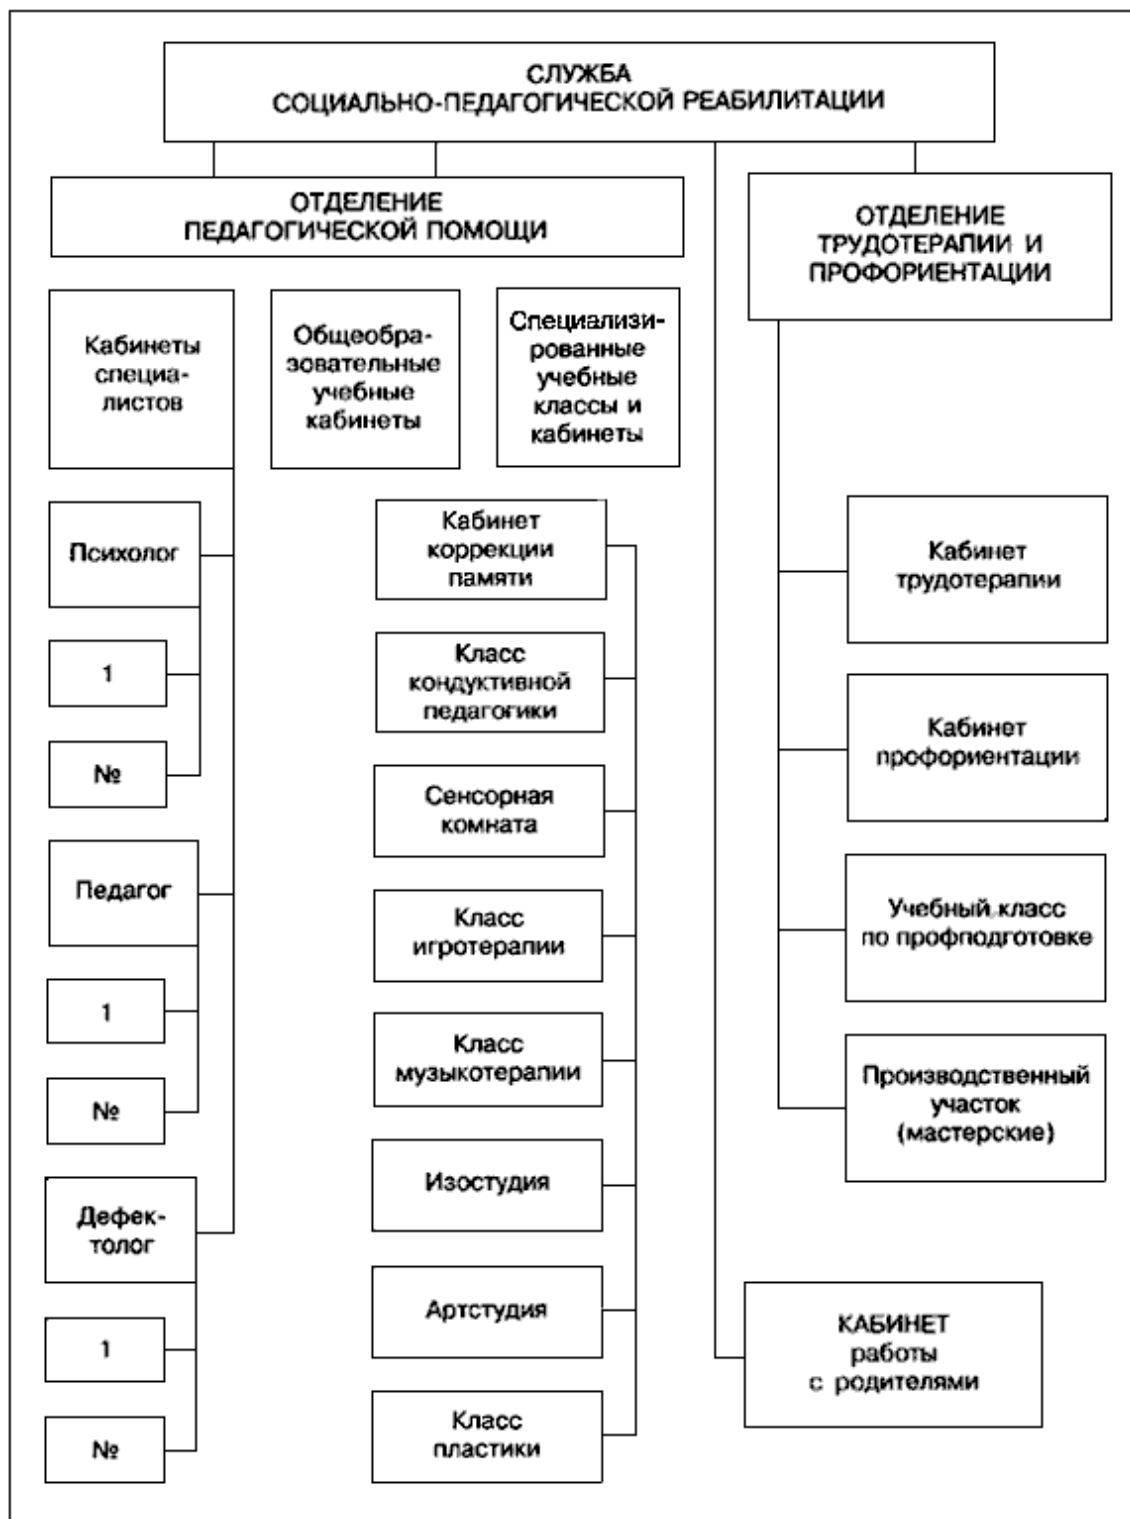 СЛУЖБА
СОЦИАЛЬНО-ПЕДАГОГИЧЕСКОЙ РЕАБИЛИТАЦИИ
ОТДЕЛЕНИЕ
ПЕДАГОГИЧЕСКОЙ ПОМОЩИ
ОТДЕЛЕНИЕ
ТРУДОТЕРАПИИ И
ПРОФОРИЕНТАЦИИ
Кабинеты
специа-
листов
Общеобра-
зовательные
учебные
кабинеты
Специализи-
рованные
учебные
классы и
кабинеты
Психолог
1
№
Педагог
1
№
Дефек-
толог
1
№
Кабинет
коррекции
памяти
Класс
кондуктивной
педагогики
Сенсорная
комната
Класс
игротерапии
Класс
музыкотерапии
Изостудия
Артстудия
Класс
пластики
Кабинет
трудотерапии
Кабинет
профориентации
Учебный класс
по профподготовке
Производственный
участок
(мастерские)
КАБИНЕТ
работы
с родителями